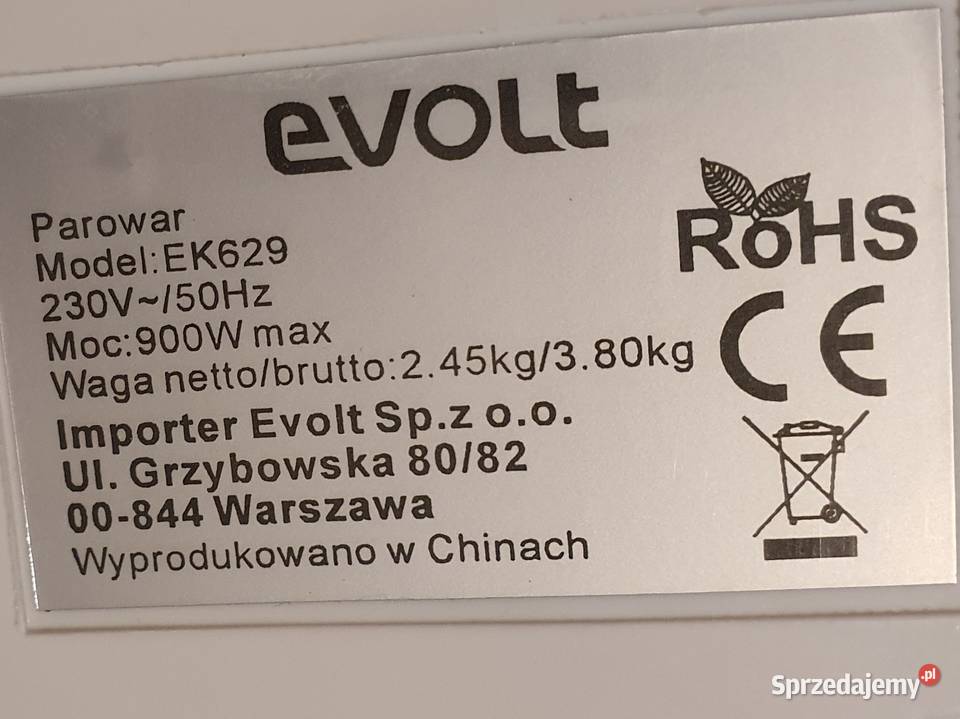 evolt
Parowar
Model:EK629
230V~/50Hz
Moc:900W max
Waga netto/brutto:2.45kg/3.80kg
Importer Evolt Sp.z o.o.
Ul. Grzybowska 80/82
00-844 Warszawa
Wyprodukowano w Chinach
RoHS
CE
Sprzedajemy.pl